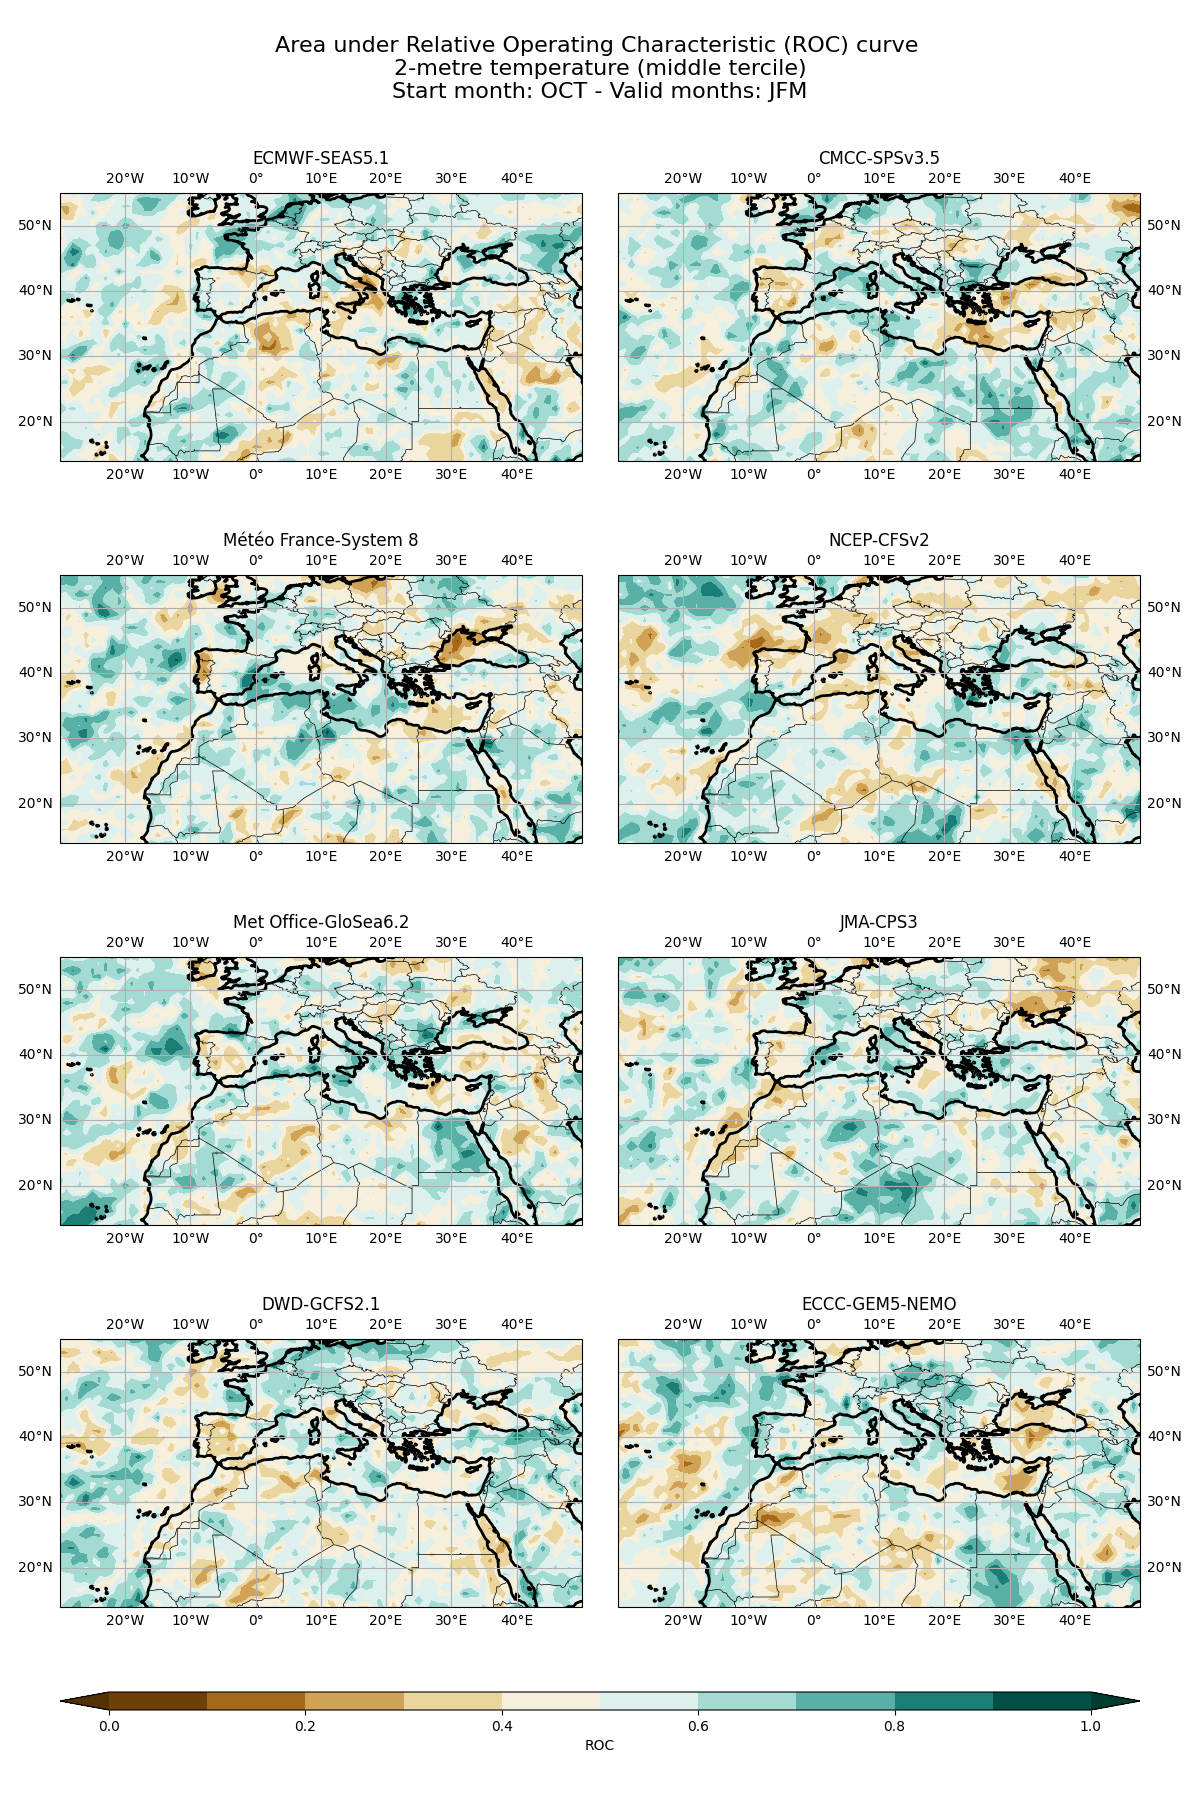 Area under Relative Operating Characteristic (ROC) curve
2-metre temperature (middle tercile)
Start month: OCT - Valid months: JFM
ECMWF-SEAS5.1
CMCC-SPSv3.5
20°W 10°W 0° 10°E 20°E 30°E 40°E
20°W 10°W 0° 10°E 20°E 30°E 40°E
50°N
50°N
40°N
40°N
30°N
30°N
20°N
20°N
20°W 10°W 0° 10°E 20°E 30°E 40°E
20°W 10°W 0° 10°E 20°E 30°E 40°E
Météo France-System 8
NCEP-CFSv2
20°W 10°W 0° 10°E 20°E 30°E 40°E
20°W 10°W 0° 10°E 20°E 30°E 40°E
50°N
50°N
40°N
40°N
30°N
30°N
20°N
20°N
20°W 10°W 0° 10°E 20°E 30°E 40°E
20°W 10°W 0° 10°E 20°E 30°E 40°E
Met Office-GloSea6.2
JMA-CPS3
20°W 10°W 0° 10°E 20°E 30°E 40°E
20°W 10°W 0° 10°E 20°E 30°E 40°E
50°N
50°N
40°N
40°N
30°N
30°N
20°N
20°N
20°W 10°W 0° 10°E 20°E 30°E 40°E
20°W 10°W 0° 10°E 20°E 30°E 40°E
DWD-GCFS2.1
ECCC-GEM5-NEMO
20°W 10°W 0° 10°E 20°E 30°E 40°E
20°W 10°W 0° 10°E 20°E 30°E 40°E
50°N
50°N
40°N
40°N
30°N
30°N
20°N
20°N
20°W 10°W 0° 10°E 20°E 30°E 40°E
20°W 10°W 0° 10°E 20°E 30°E 40°E
0.0 0.2 0.4 0.6 0.8 1.0
ROC